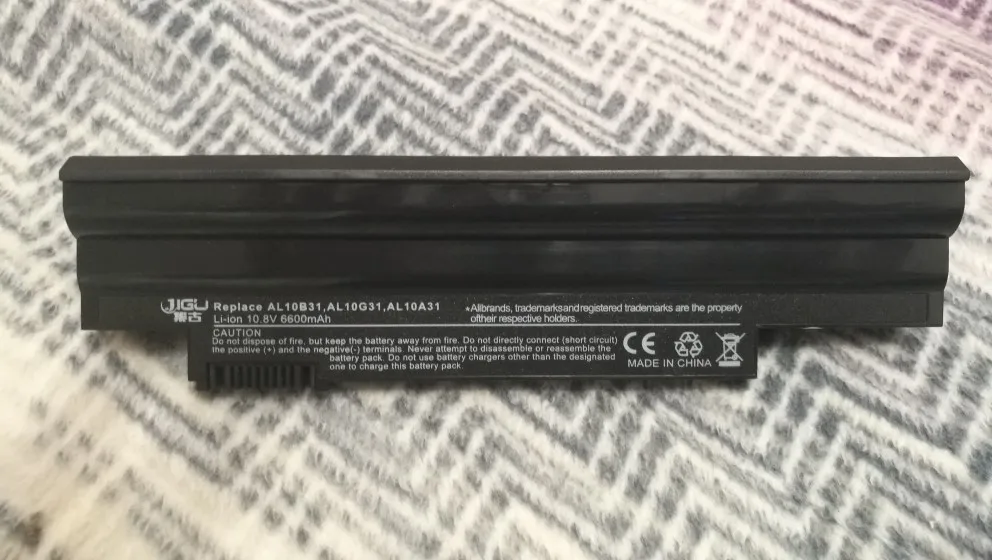 JIGU Replace AL10B31,AL10G31,AL10A31
集古 Li-ion 10.8V 6600mAh
*Allbrands, trademarksandregistered trademarks are the property
oftheir respective holders.
CAUTION
Do not dispose of fire, but keep the battery away from fire. Do not directly connect (short circuit)
the positive (+) and the negative(-) terminals. Never attempt to disassemble or reassemble the
battery pack. Do not use battery chargers other than the designated
one to charge this battery pack.
CE
MADE IN CHINA